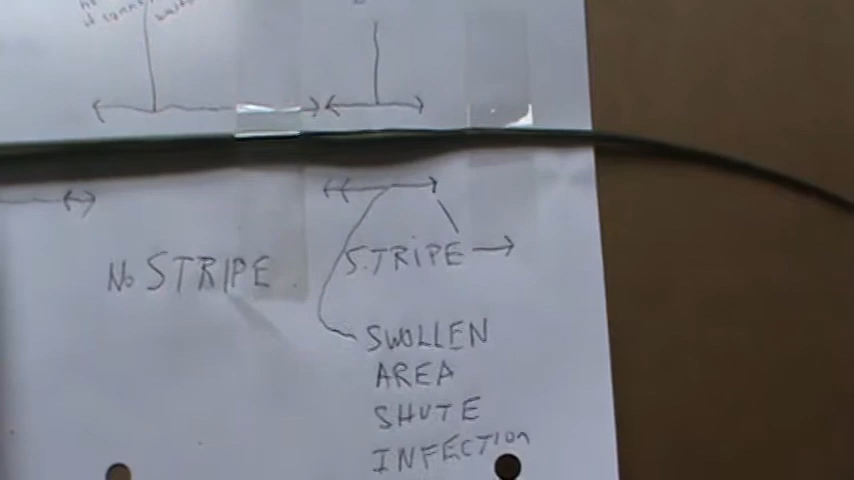 No STRIPE
STRIPE
SWOLLEN
AREA
SHUTE
INFECTION